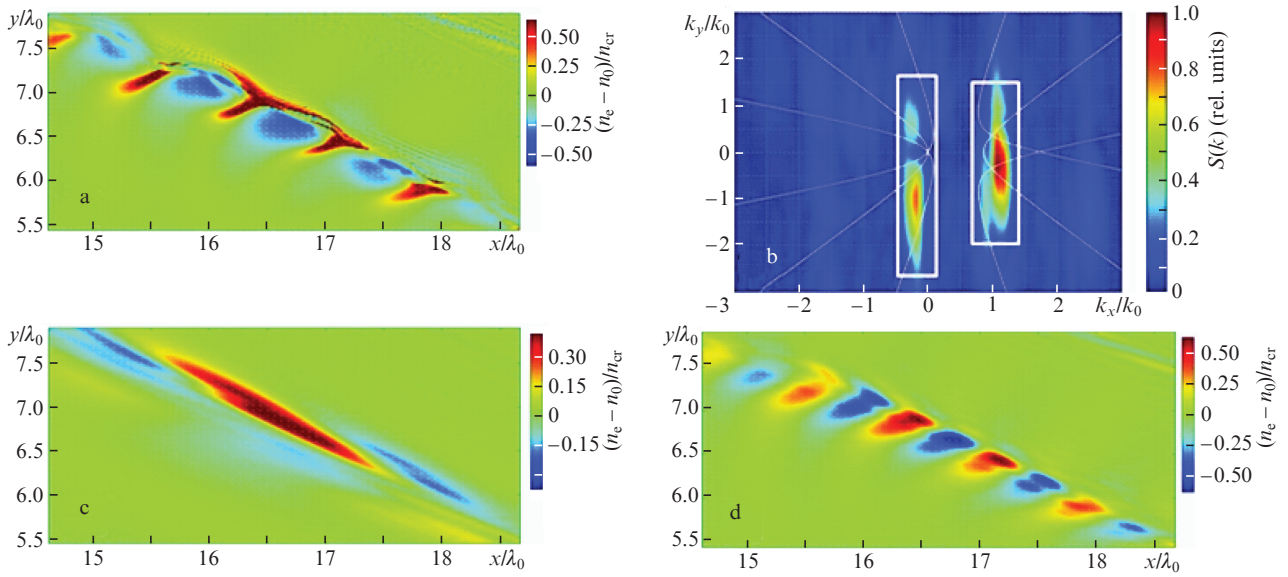 y/λ₀
7.5
7.0
6.5
6.0
5.5
a
15 16 17 18 x/λ₀
0.50
0.25
0
−0.25
−0.50
(nₑ − n₀)/n_cr
k_y/k₀
2
1
0
−1
−2
b
−3 −2 −1 0 1 k_x/k₀ 2
1.0
0.8
0.6
0.4
0.2
0
S(k) (rel. units)
y/λ₀
7.5
7.0
6.5
6.0
5.5
c
15 16 17 18 x/λ₀
0.30
0.15
0
−0.15
(nₑ − n₀)/n_cr
y/λ₀
7.5
7.0
6.5
6.0
5.5
d
15 16 17 18 x/λ₀
0.50
0.25
0
−0.25
−0.50
(nₑ − n₀)/n_cr